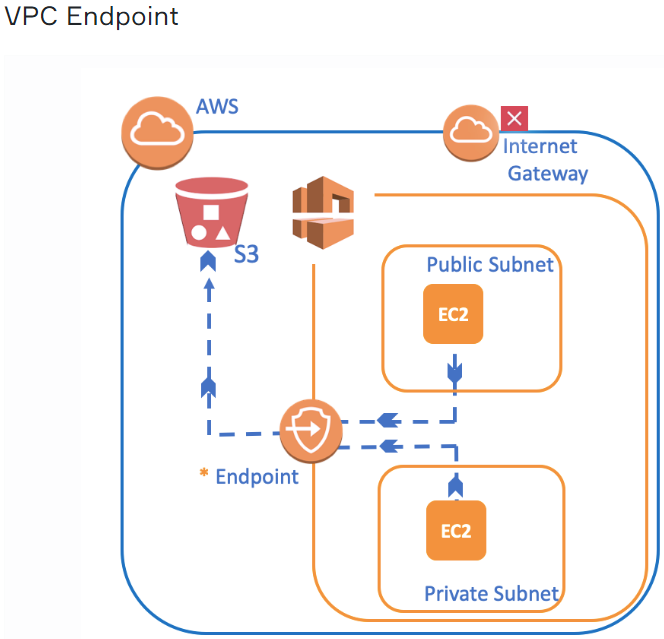 VPC Endpoint
AWS
Internet
Gateway
S3
Public Subnet
EC2
* Endpoint
EC2
Private Subnet